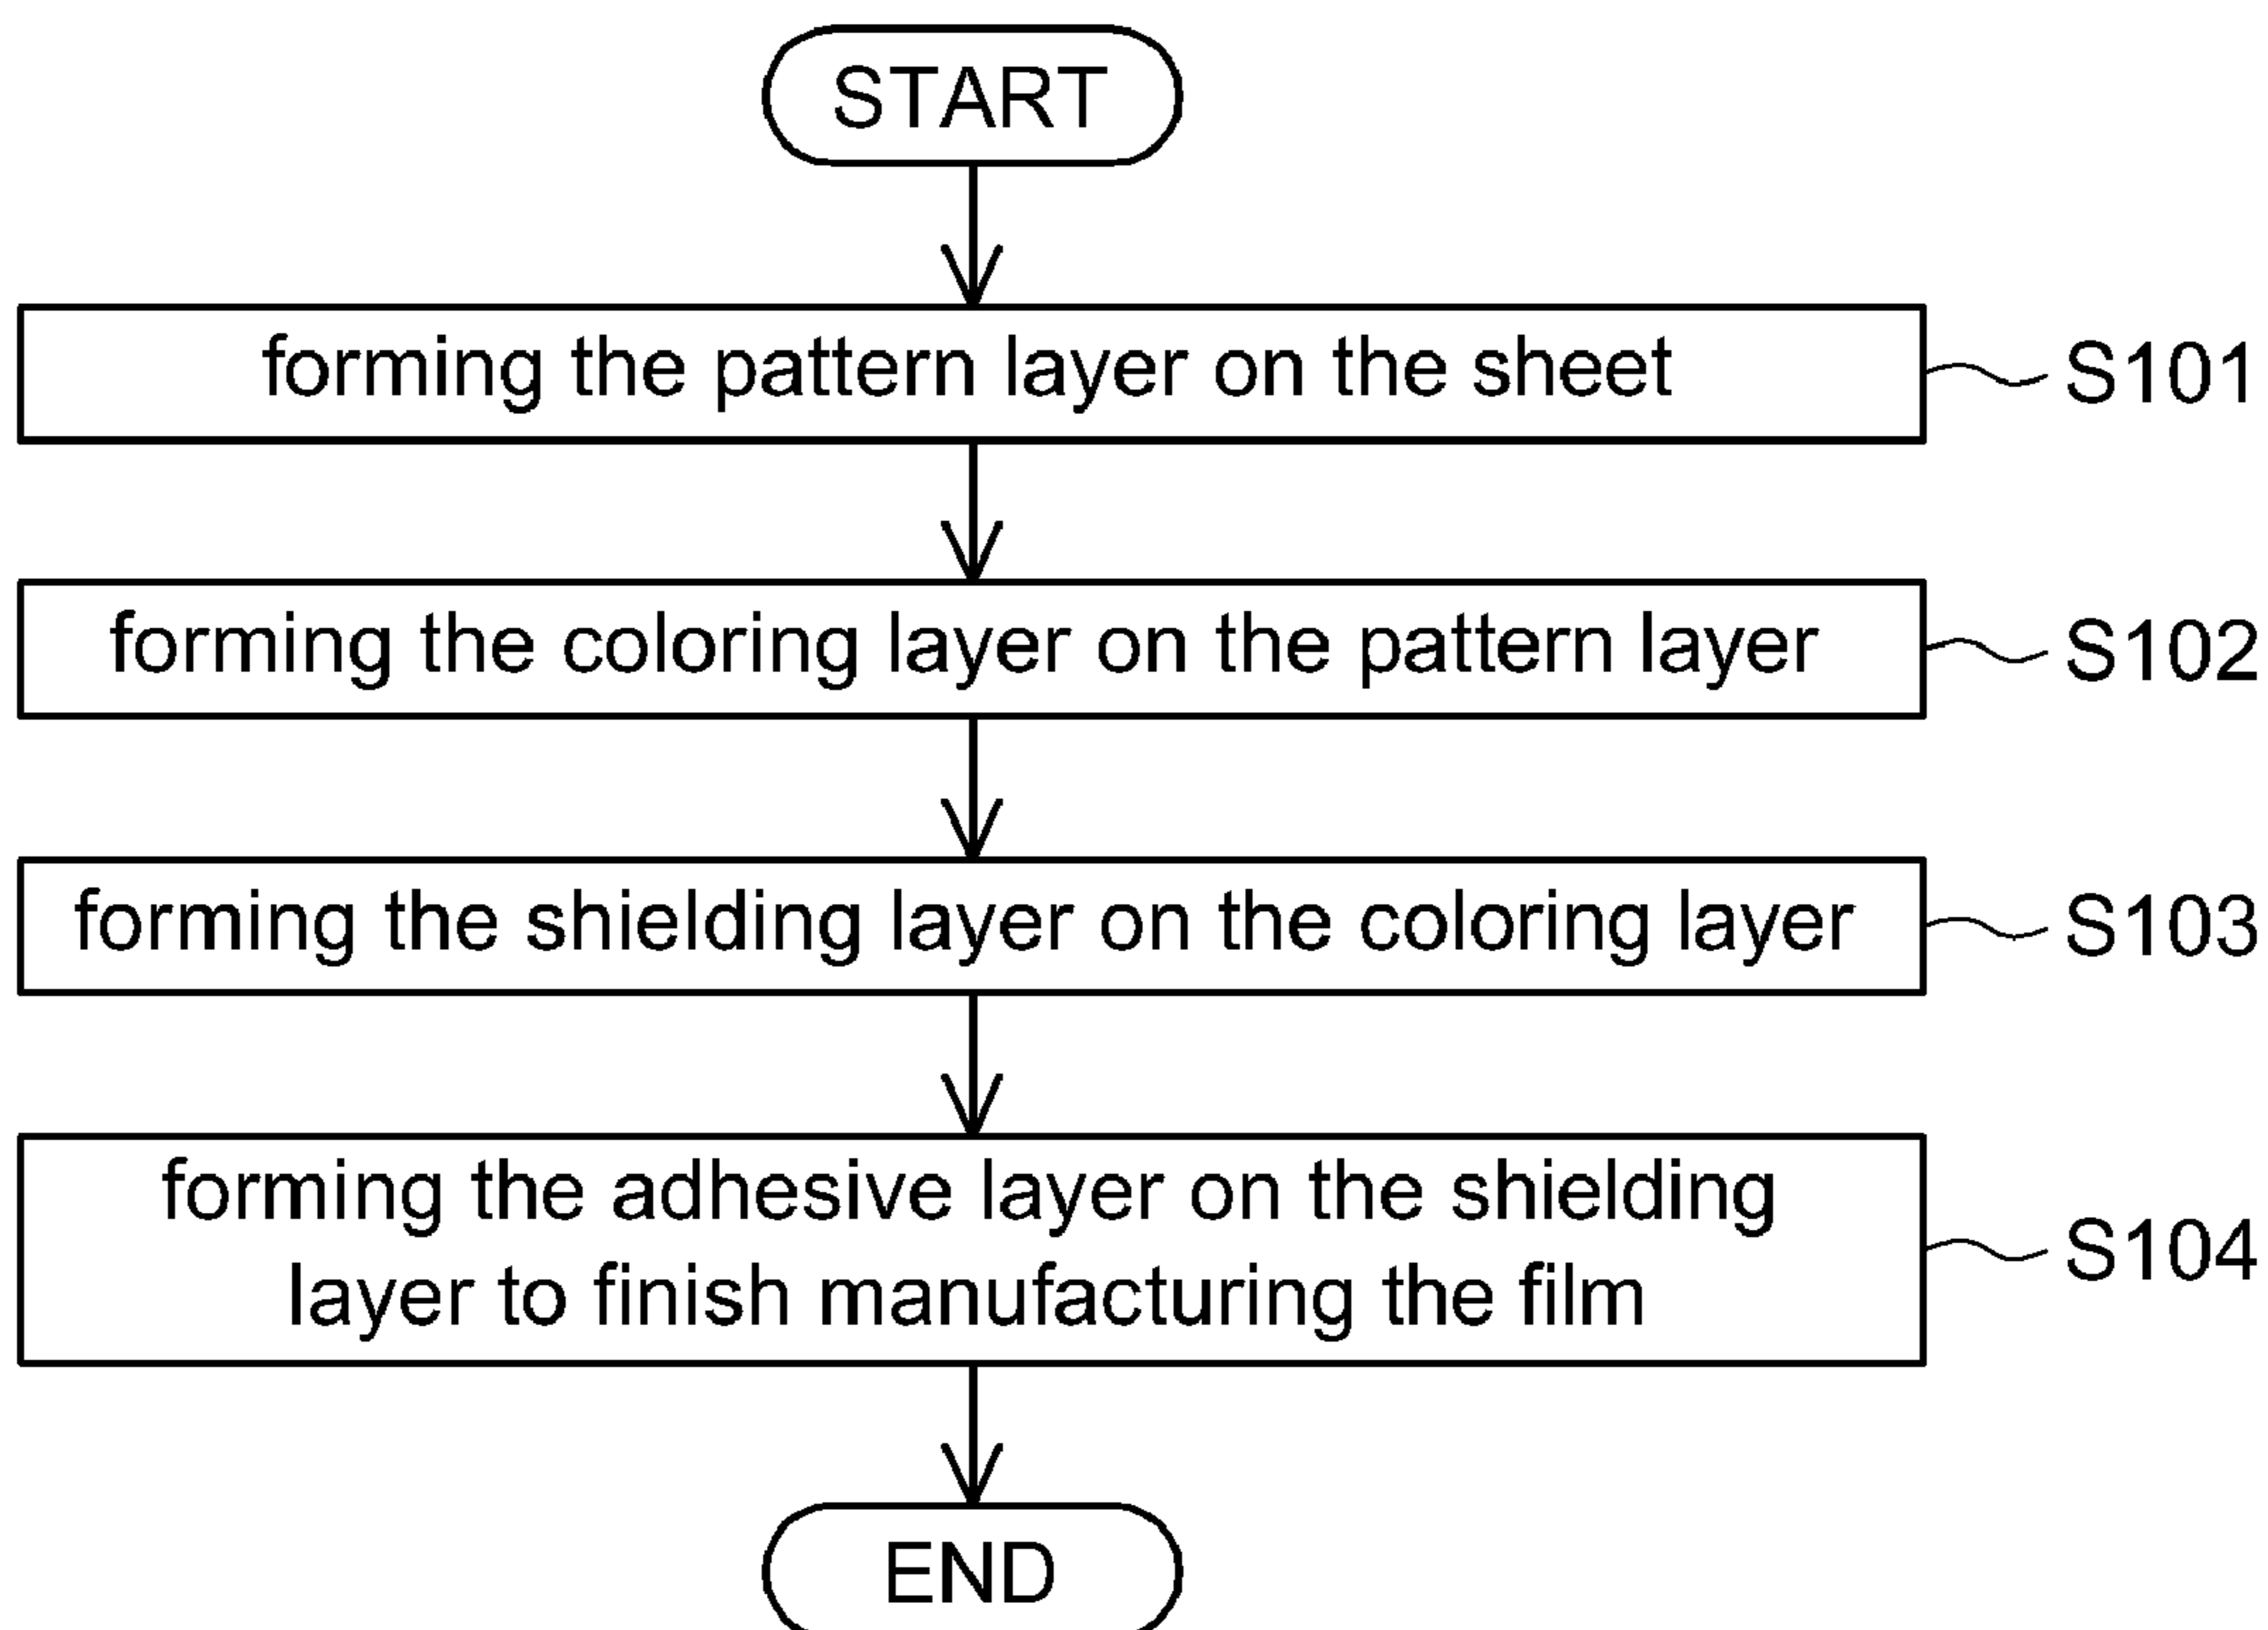 START
forming the pattern layer on the sheet
S101
forming the coloring layer on the pattern layer
S102
forming the shielding layer on the coloring layer
S103
forming the adhesive layer on the shielding
layer to finish manufacturing the film
S104
END